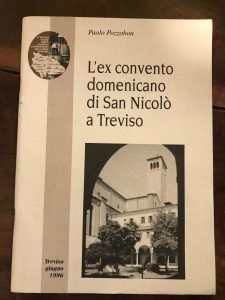 Paolo Pozzobon
L'ex convento
domenicano
di San Nicolò
a Treviso
Treviso
giugno
1996